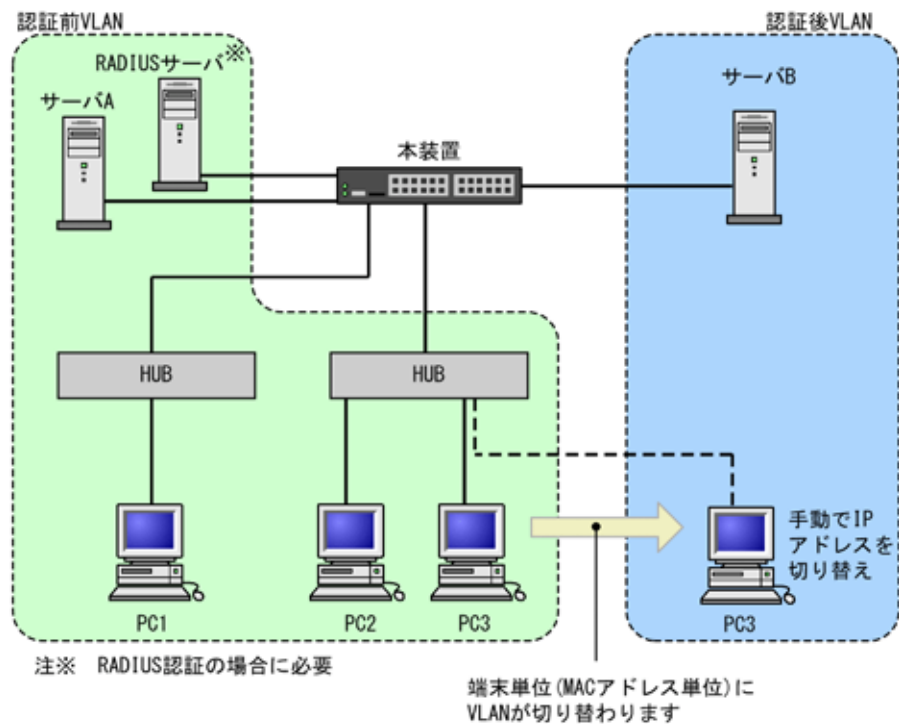 認証前VLAN
認証後VLAN
RADIUSサーバ※
サーバA
サーバB
本装置
HUB
HUB
手動でIP
アドレスを
切り替え
PC1
PC2
PC3
PC3
注※ RADIUS認証の場合に必要
端末単位(MACアドレス単位)に
VLANが切り替わります